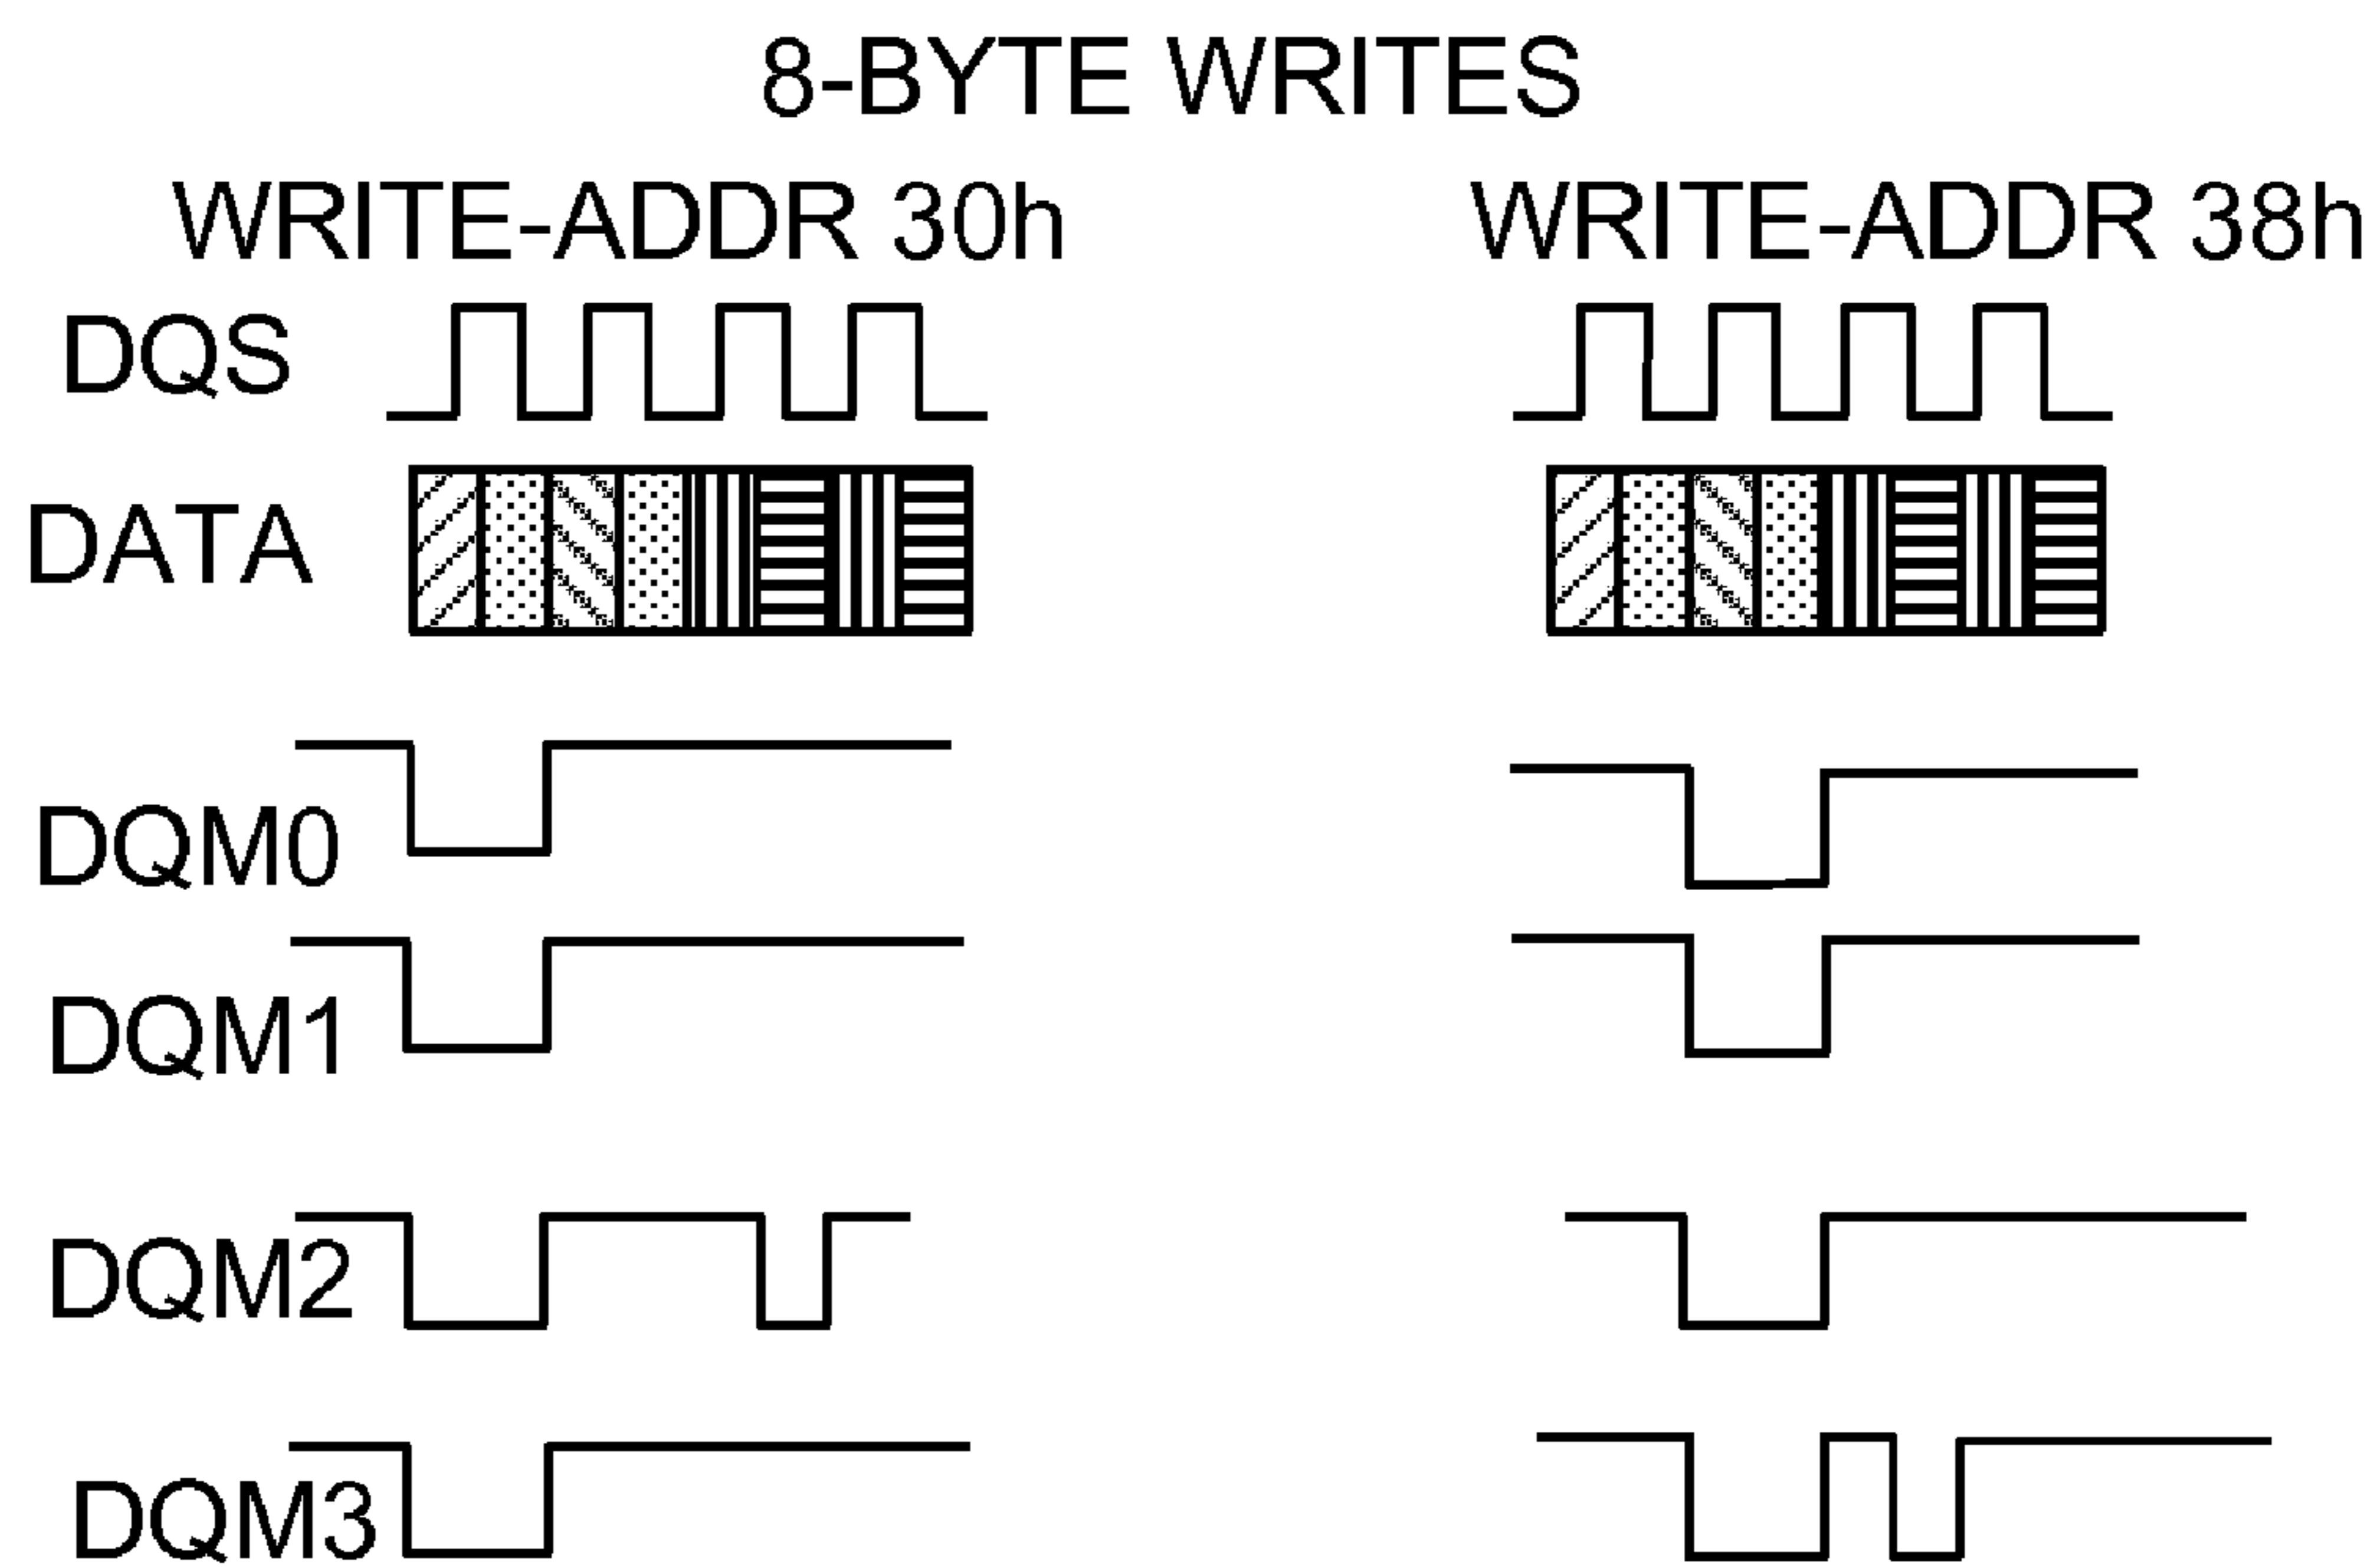 8-BYTE WRITES
WRITE-ADDR 30h WRITE-ADDR 38h
DQS
DATA
DQM0
DQM1
DQM2
DQM3